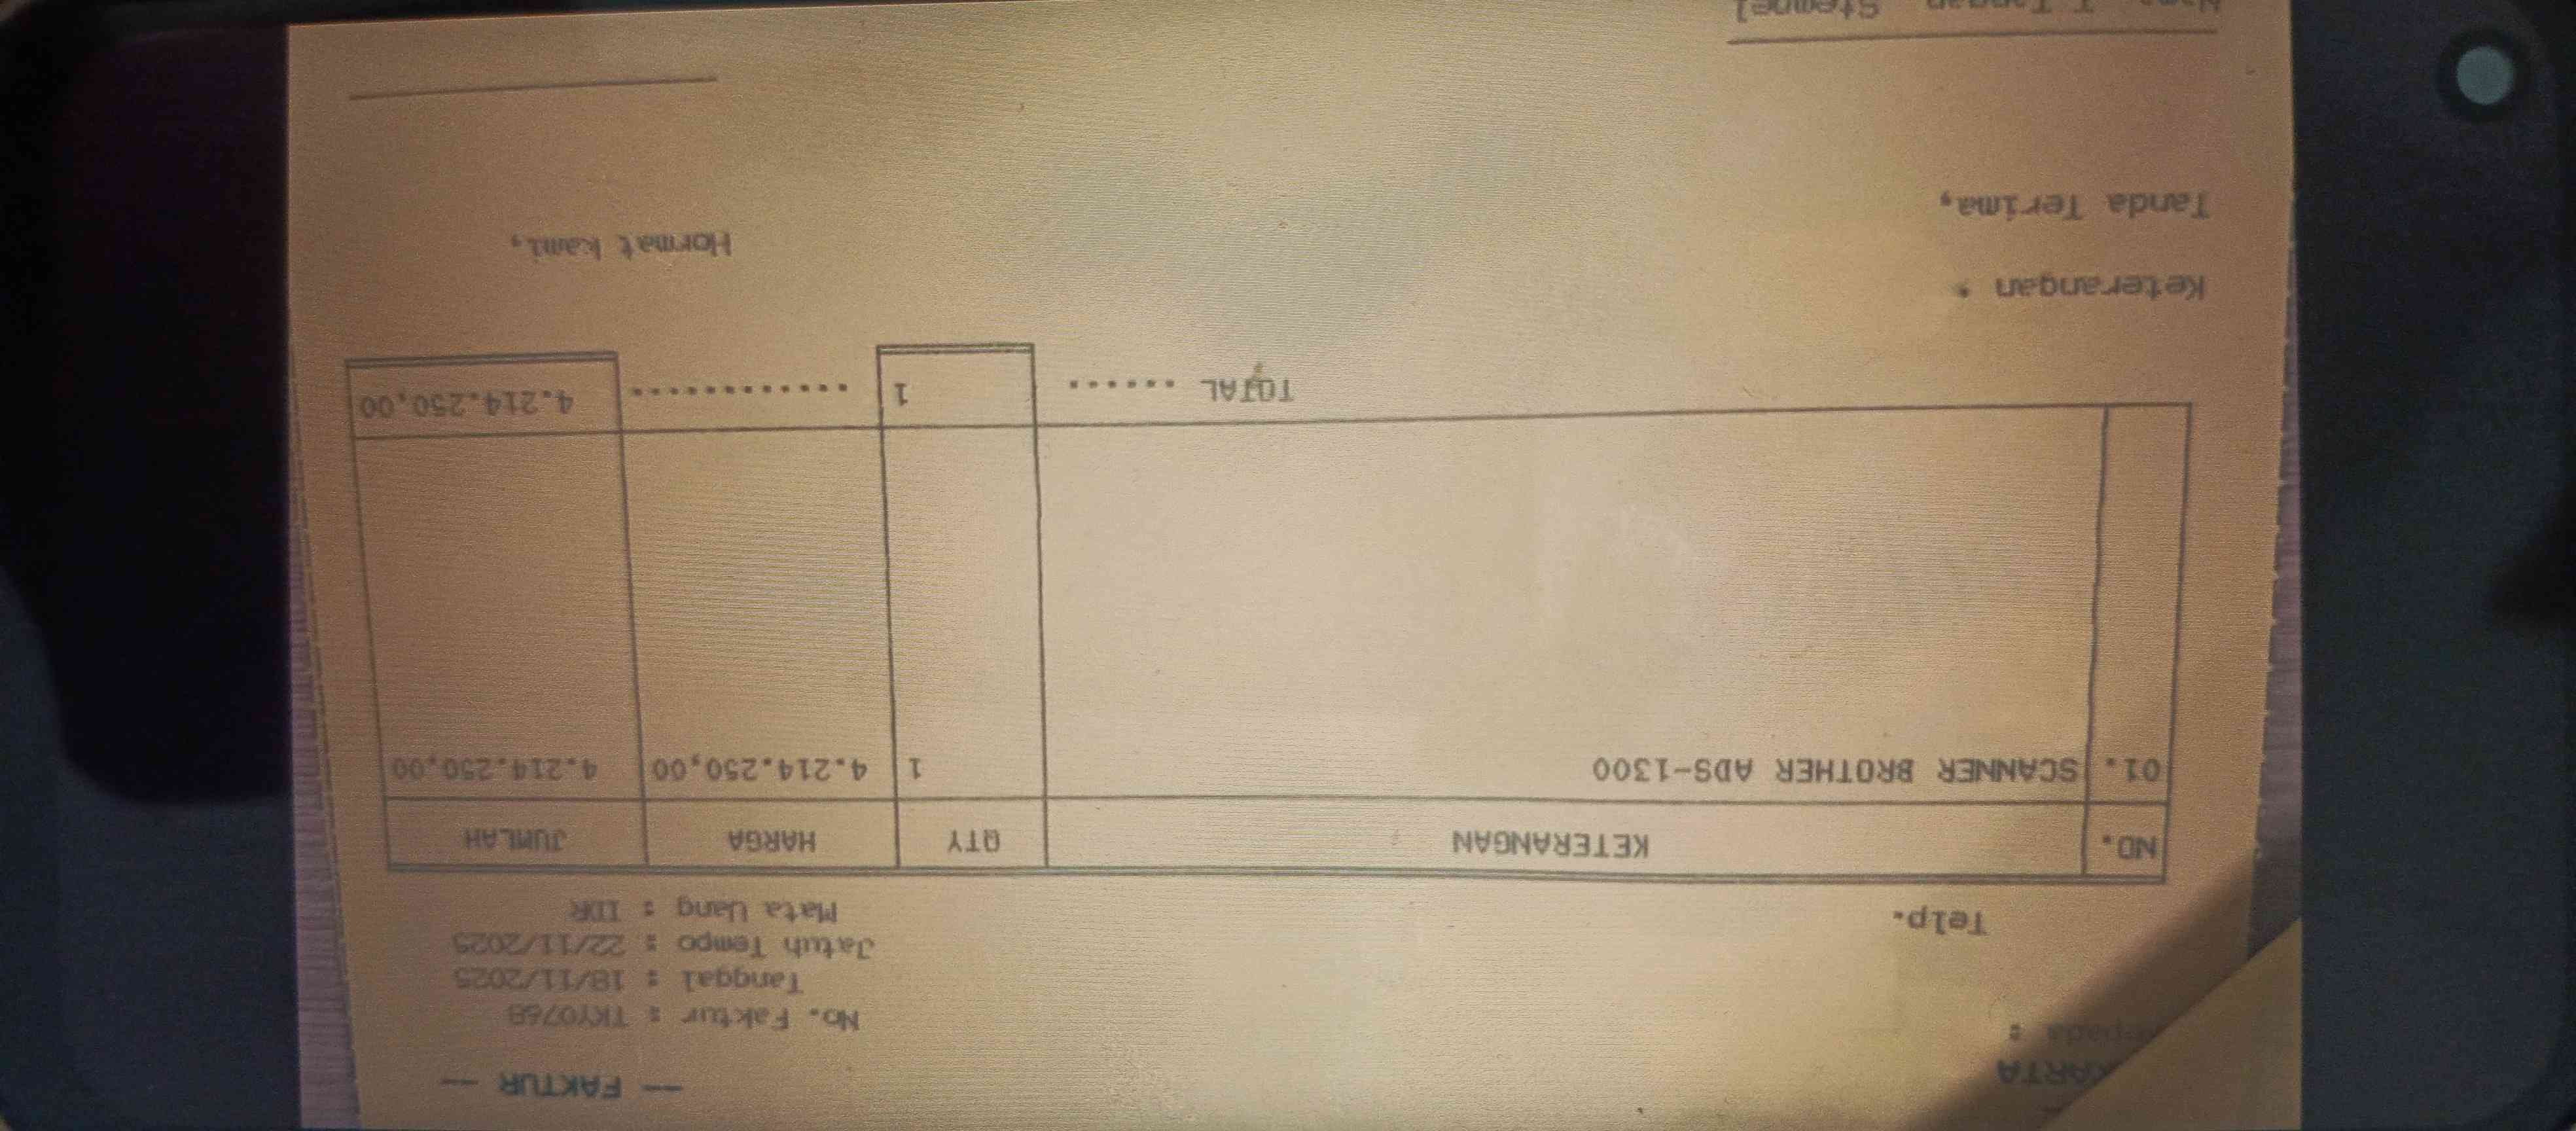 -- FAKTUR --
No. Faktur : TKY0768
Tanggal : 18/11/2025
Telp. Jatuh Tempo : 22/11/2025
Mata Uang : IDR
NO. KETERANGAN QTY HARGA JUMLAH
01. SCANNER BROTHER ADS-1300 1 4.214.250,00 4.214.250,00
TOTAL ...... 1 ............ 4.214.250,00
Keterangan :
Tanda Terima, Hormat kami,
Stempel